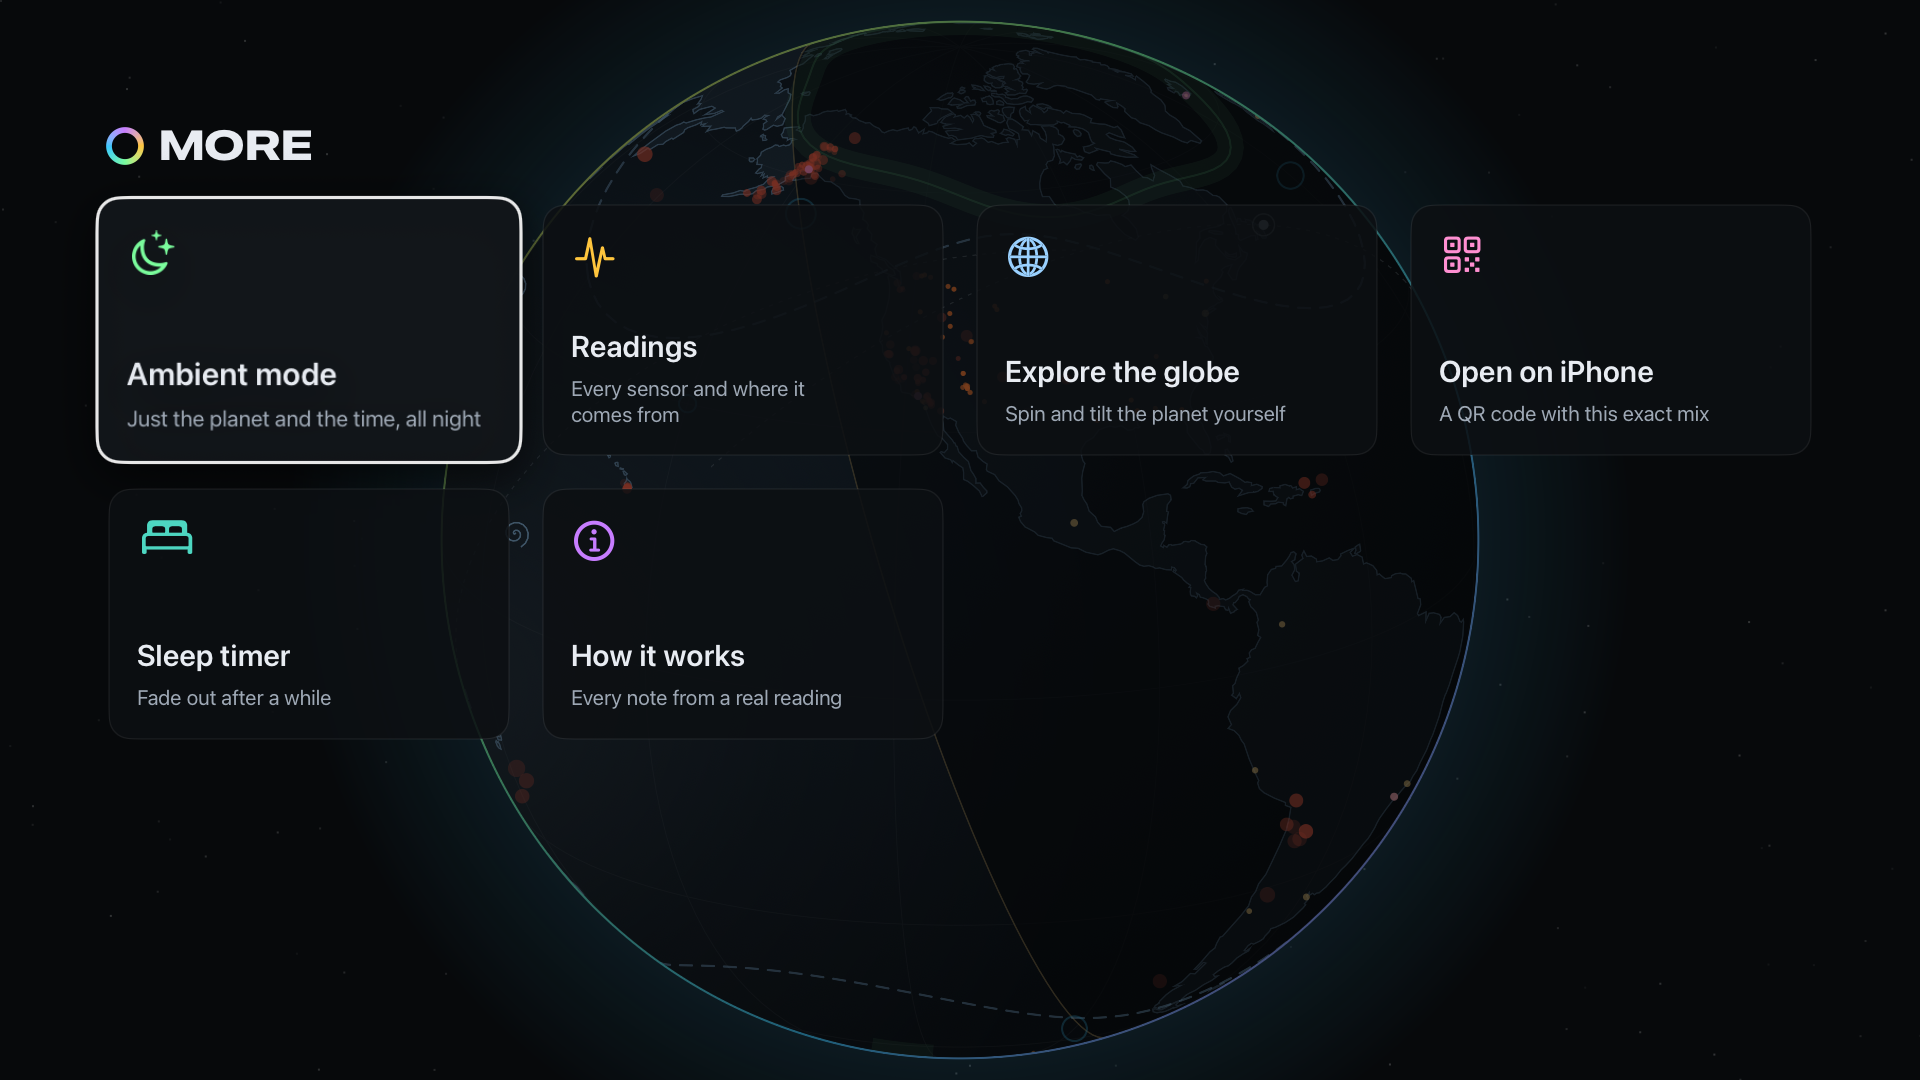 MORE
Ambient mode
Just the planet and the time, all night
Readings
Every sensor and where it
comes from
Explore the globe
Spin and tilt the planet yourself
Open on iPhone
A QR code with this exact mix
Sleep timer
Fade out after a while
How it works
Every note from a real reading